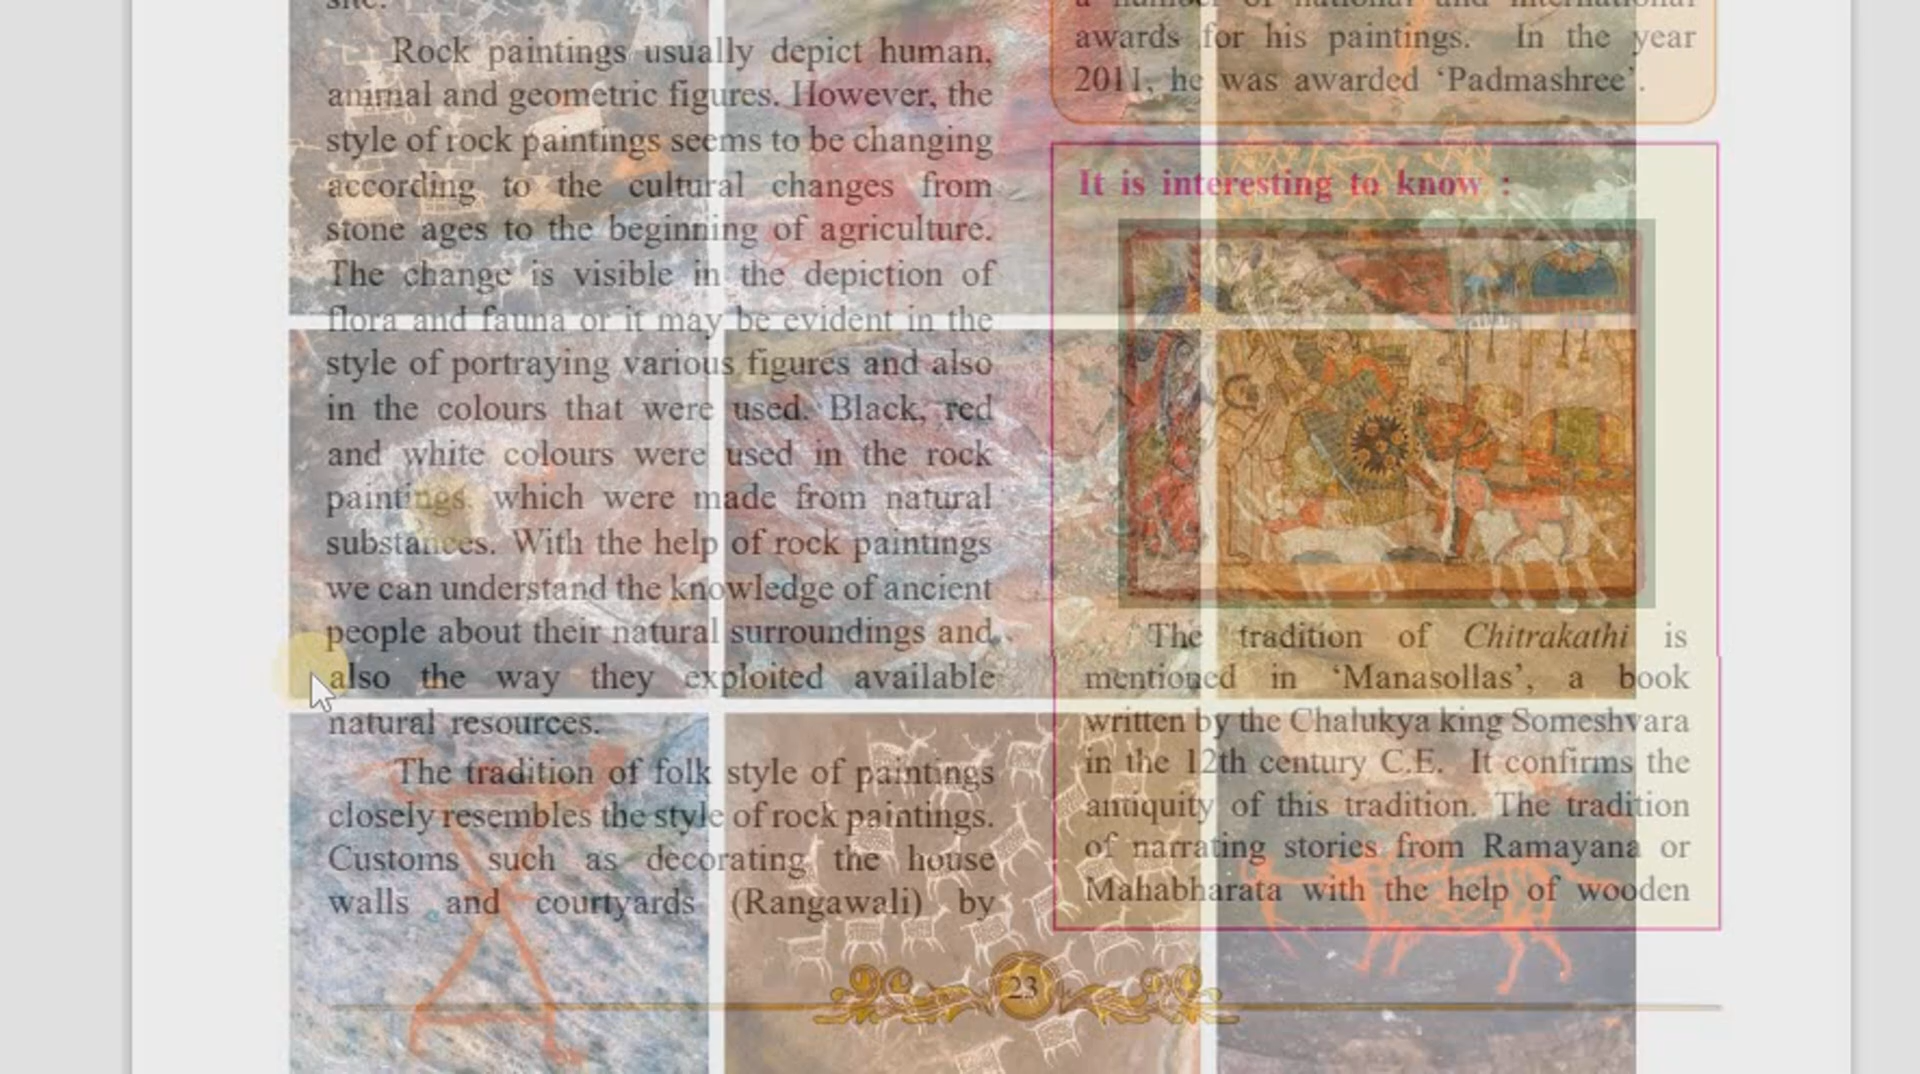 Rock paintings usually depict human,
animal and geometric figures. However, the
style of rock paintings seems to be changing
according to the cultural changes from
stone ages to the beginning of agriculture.
The change is visible in the depiction of
flora and fauna or it may be evident in the
style of portraying various figures and also
in the colours that were used. Black, red
and white colours were used in the rock
paintings, which were made from natural
substances. With the help of rock paintings
we can understand the knowledge of ancient
people about their natural surroundings and
also the way they exploited available
natural resources.
The tradition of folk style of paintings
closely resembles the style of rock paintings.
Customs such as decorating the house
walls and courtyards (Rangawali) by
a number of national and international
awards for his paintings. In the year
2011, he was awarded ‘Padmashree’.
It is interesting to know :
The tradition of Chitrakathi is
mentioned in ‘Manasollas’, a book
written by the Chalukya king Someshvara
in the 12th century C.E. It confirms the
antiquity of this tradition. The tradition
of narrating stories from Ramayana or
Mahabharata with the help of wooden
23